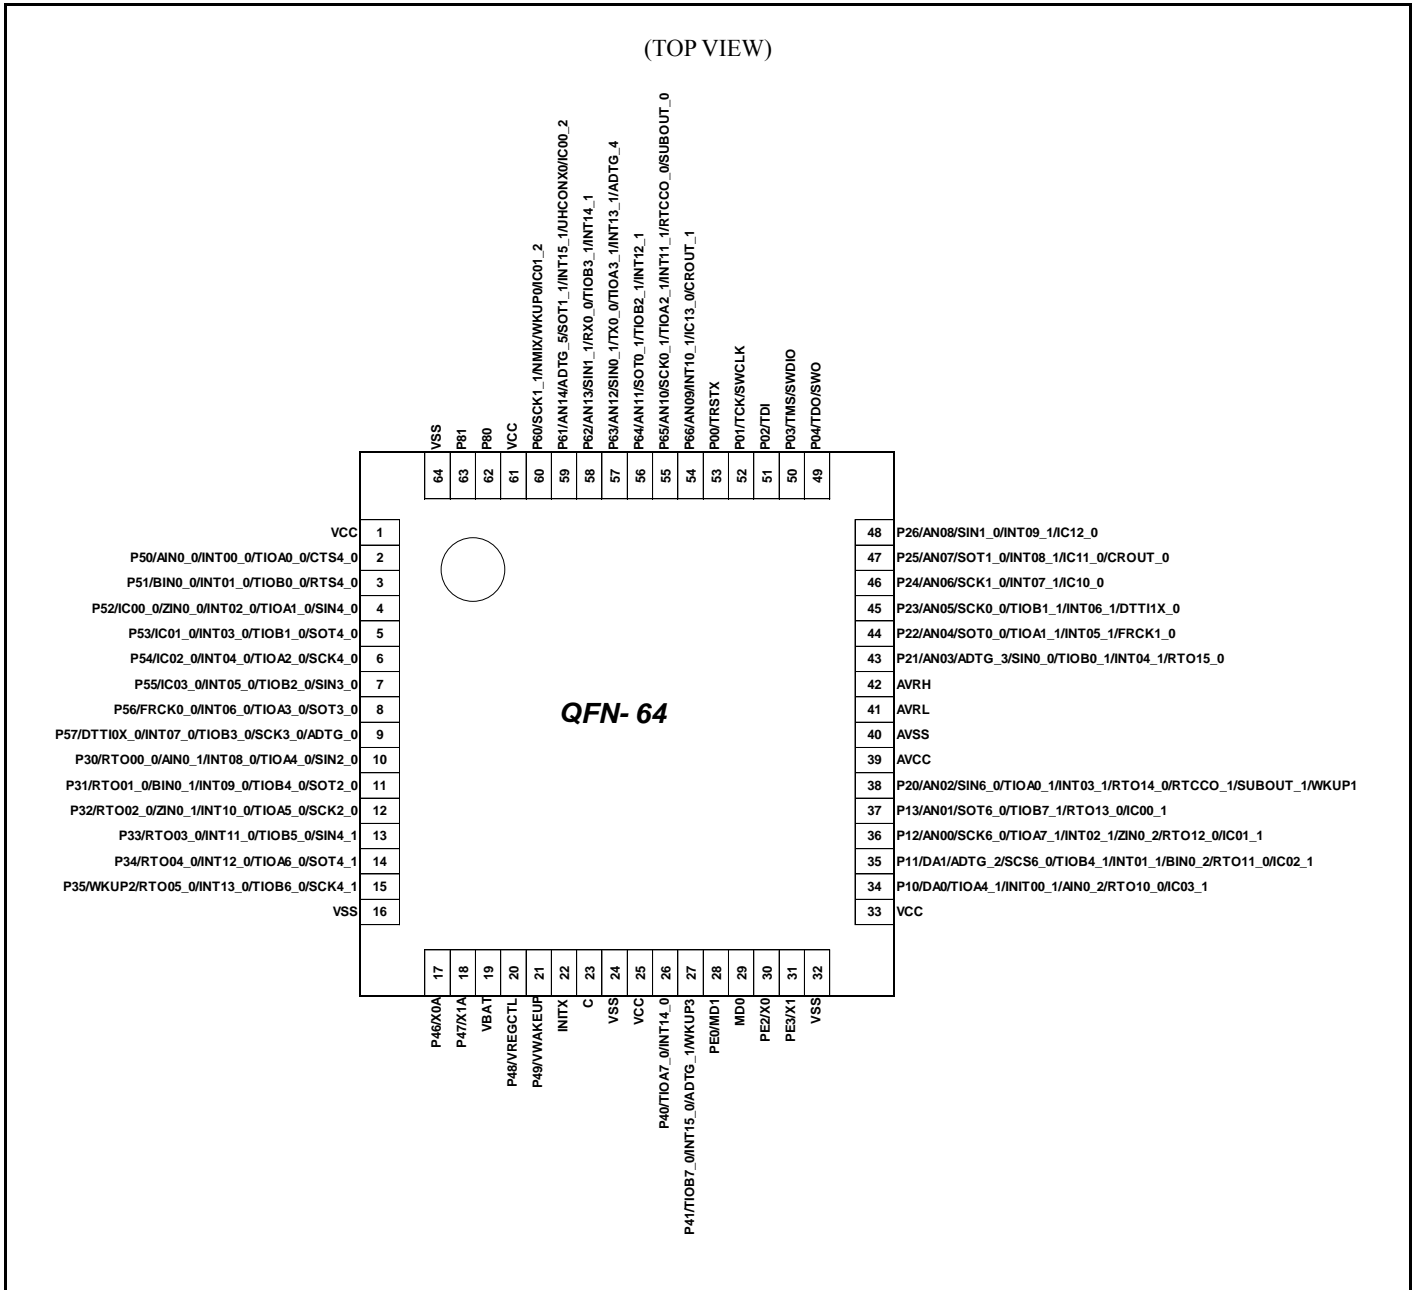 (TOP VIEW)
VSS
P81
P80
VCC
P60/SCK1_1/NMIX/WKUP0/IC01_2
P61/AN14/ADTG_5/SOT1_1/INT15_1/UHCONX0/IC00_2
P62/AN13/SIN1_1/RX0_0/TIOB3_1/INT14_1
P63/AN12/SIN0_1/TX0_0/TIOA3_1/INT13_1/ADTG_4
P64/AN11/SOT0_1/TIOB2_1/INT12_1
P65/AN10/SCK0_1/TIOA2_1/INT11_1/RTCCO_0/SUBOUT_0
P66/AN09/INT10_1/IC13_0/CROUT_1
P00/TRSTX
P01/TCK/SWCLK
P02/TDI
P03/TMS/SWDIO
P04/TDO/SWO
64 63 62 61 60 59 58 57 56 55 54 53 52 51 50 49
VCC 1
P50/AIN0_0/INT00_0/TIOA0_0/CTS4_0 2
P51/BIN0_0/INT01_0/TIOB0_0/RTS4_0 3
P52/IC00_0/ZIN0_0/INT02_0/TIOA1_0/SIN4_0 4
P53/IC01_0/INT03_0/TIOB1_0/SOT4_0 5
P54/IC02_0/INT04_0/TIOA2_0/SCK4_0 6
P55/IC03_0/INT05_0/TIOB2_0/SIN3_0 7
P56/FRCK0_0/INT06_0/TIOA3_0/SOT3_0 8
P57/DTTI0X_0/INT07_0/TIOB3_0/SCK3_0/ADTG_0 9
P30/RTO00_0/AIN0_1/INT08_0/TIOA4_0/SIN2_0 10
P31/RTO01_0/BIN0_1/INT09_0/TIOB4_0/SOT2_0 11
P32/RTO02_0/ZIN0_1/INT10_0/TIOA5_0/SCK2_0 12
P33/RTO03_0/INT11_0/TIOB5_0/SIN4_1 13
P34/RTO04_0/INT12_0/TIOA6_0/SOT4_1 14
P35/WKUP2/RTO05_0/INT13_0/TIOB6_0/SCK4_1 15
VSS 16
QFN- 64
48 P26/AN08/SIN1_0/INT09_1/IC12_0
47 P25/AN07/SOT1_0/INT08_1/IC11_0/CROUT_0
46 P24/AN06/SCK1_0/INT07_1/IC10_0
45 P23/AN05/SCK0_0/TIOB1_1/INT06_1/DTTI1X_0
44 P22/AN04/SOT0_0/TIOA1_1/INT05_1/FRCK1_0
43 P21/AN03/ADTG_3/SIN0_0/TIOB0_1/INT04_1/RTO15_0
42 AVRH
41 AVRL
40 AVSS
39 AVCC
38 P20/AN02/SIN6_0/TIOA0_1/INT03_1/RTO14_0/RTCCO_1/SUBOUT_1/WKUP1
37 P13/AN01/SOT6_0/TIOB7_1/RTO13_0/IC00_1
36 P12/AN00/SCK6_0/TIOA7_1/INT02_1/ZIN0_2/RTO12_0/IC01_1
35 P11/DA1/ADTG_2/SCS6_0/TIOB4_1/INT01_1/BIN0_2/RTO11_0/IC02_1
34 P10/DA0/TIOA4_1/INIT00_1/AIN0_2/RTO10_0/IC03_1
33 VCC
17 18 19 20 21 22 23 24 25 26 27 28 29 30 31 32
P46/X0A
P47/X1A
VBAT
P48/VREGCTL
P49/VWAKEUP
INITX
C
VSS
VCC
P40/TIOA7_0/INT14_0
P41/TIOB7_0/INT15_0/ADTG_1/WKUP3
PE0/MD1
MD0
PE2/X0
PE3/X1
VSS